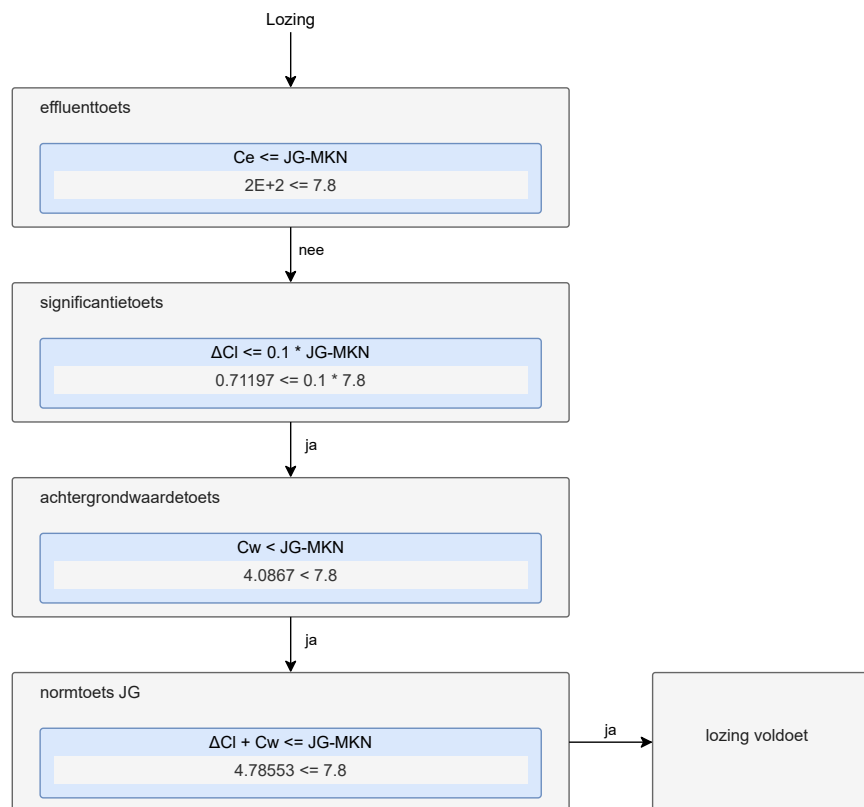 Lozing
effluenttoets
Ce <= JG-MKN
2E+2 <= 7.8
nee
significantietoets
ΔCl <= 0.1 * JG-MKN
0.71197 <= 0.1 * 7.8
ja
achtergrondwaardetoets
Cw < JG-MKN
4.0867 < 7.8
ja
normtoets JG
ΔCl + Cw <= JG-MKN
4.78553 <= 7.8
ja
lozing voldoet